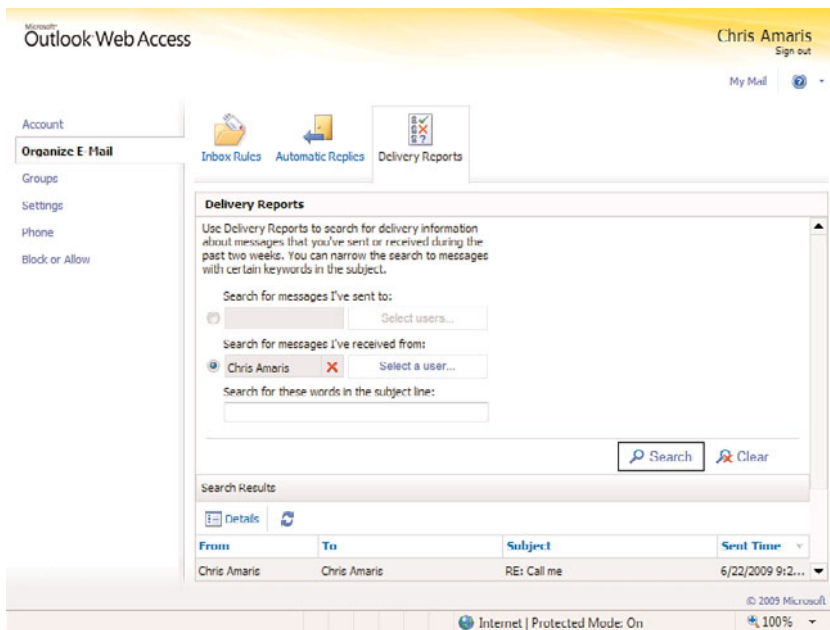 Microsoft
Outlook Web Access
Chris Amaris
Sign out
My Mail
Account
Organize E-Mail
Groups
Settings
Phone
Block or Allow
Inbox Rules
Automatic Replies
Delivery Reports
Delivery Reports
Use Delivery Reports to search for delivery information
about messages that you've sent or received during the
past two weeks. You can narrow the search to messages
with certain keywords in the subject.
Search for messages I've sent to:
Select users...
Search for messages I've received from:
Chris Amaris
Select a user...
Search for these words in the subject line:
Search
Clear
Search Results
Details
From To Subject Sent Time
Chris Amaris Chris Amaris RE: Call me 6/22/2009 9:2...
© 2009 Microsoft
Internet | Protected Mode: On
100%